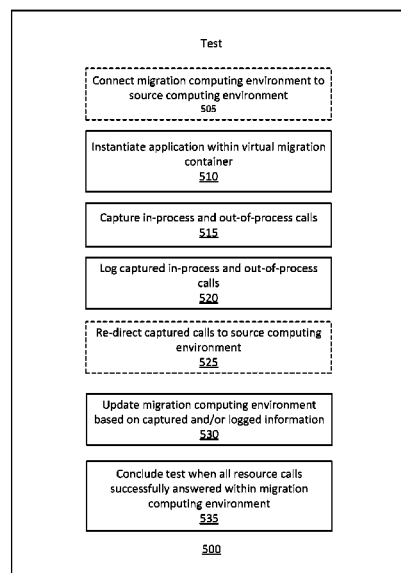 Test
Connect migration computing environment to
source computing environment
505
Instantiate application within virtual migration
container
510
Capture in-process and out-of-process calls
515
Log captured in-process and out-of-process
calls
520
Re-direct captured calls to source computing
environment
525
Update migration computing environment
based on captured and/or logged information
530
Conclude test when all resource calls
successfully answered within migration
computing environment
535
500